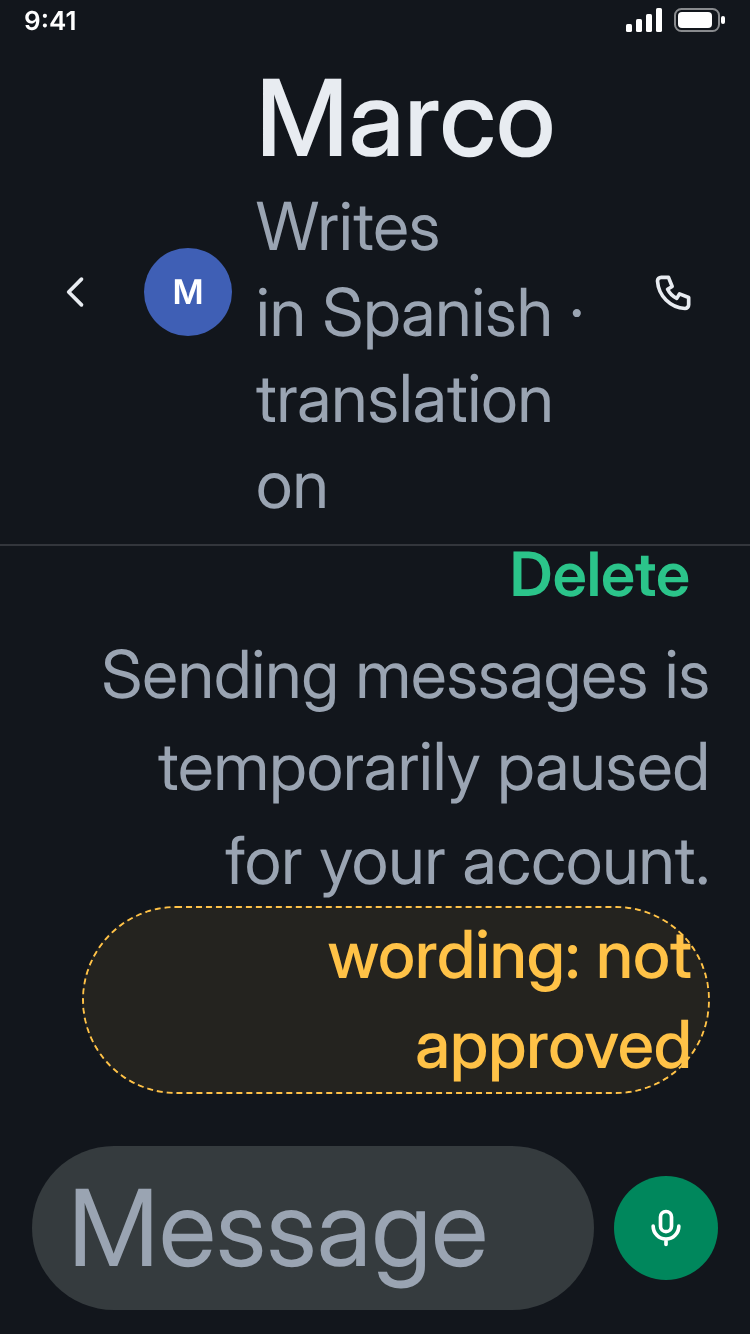 9:41
Marco
Writes
in Spanish ·
translation
on
M
Delete
Sending messages is
temporarily paused
for your account.
wording: not
approved
Message